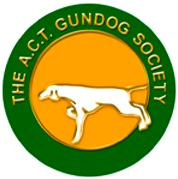 THE A.C.T. GUNDOG SOCIETY